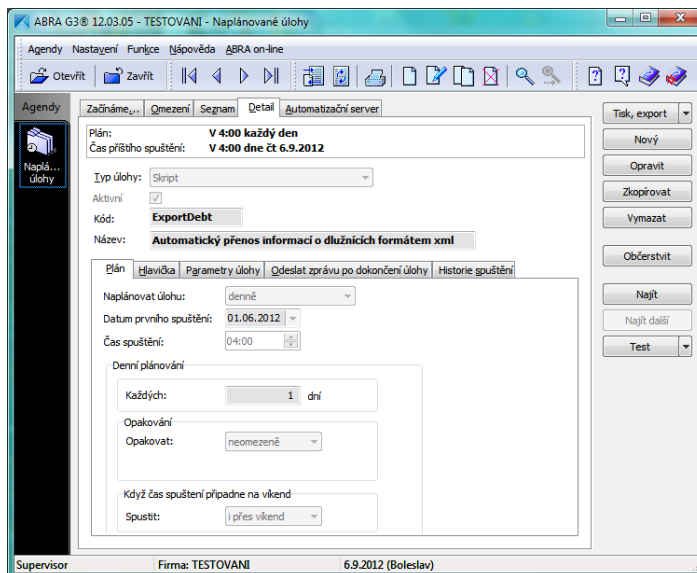 ABRA G3® 12.03.05 - TESTOVANI - Naplánované úlohy
Agendy Nastavení Funkce Nápověda ABRA on-line
Otevřít Zavřít
Agendy
Naplá... úlohy
Začínáme,.. Omezení Seznam Detail Automatizační server
Plán: V 4:00 každý den
Čas příštího spuštění: V 4:00 dne čt 6.9.2012
Typ úlohy: Skript
Aktivní
Kód: ExportDebt
Název: Automatický přenos informací o dlužnících formátem xml
Plán Hlavička Parametry úlohy Odeslat zprávu po dokončení úlohy Historie spuštění
Naplánovat úlohu: denně
Datum prvního spuštění: 01.06.2012
Čas spuštění: 04:00
Denní plánování
Každých: 1 dní
Opakování
Opakovat: neomezeně
Když čas spuštení připadne na víkend
Spustit: i přes víkend
Tisk, export
Nový
Opravit
Zkopírovat
Vymazat
Občerstvit
Najít
Najít další
Test
Supervisor Firma: TESTOVANI 6.9.2012 (Boleslav)